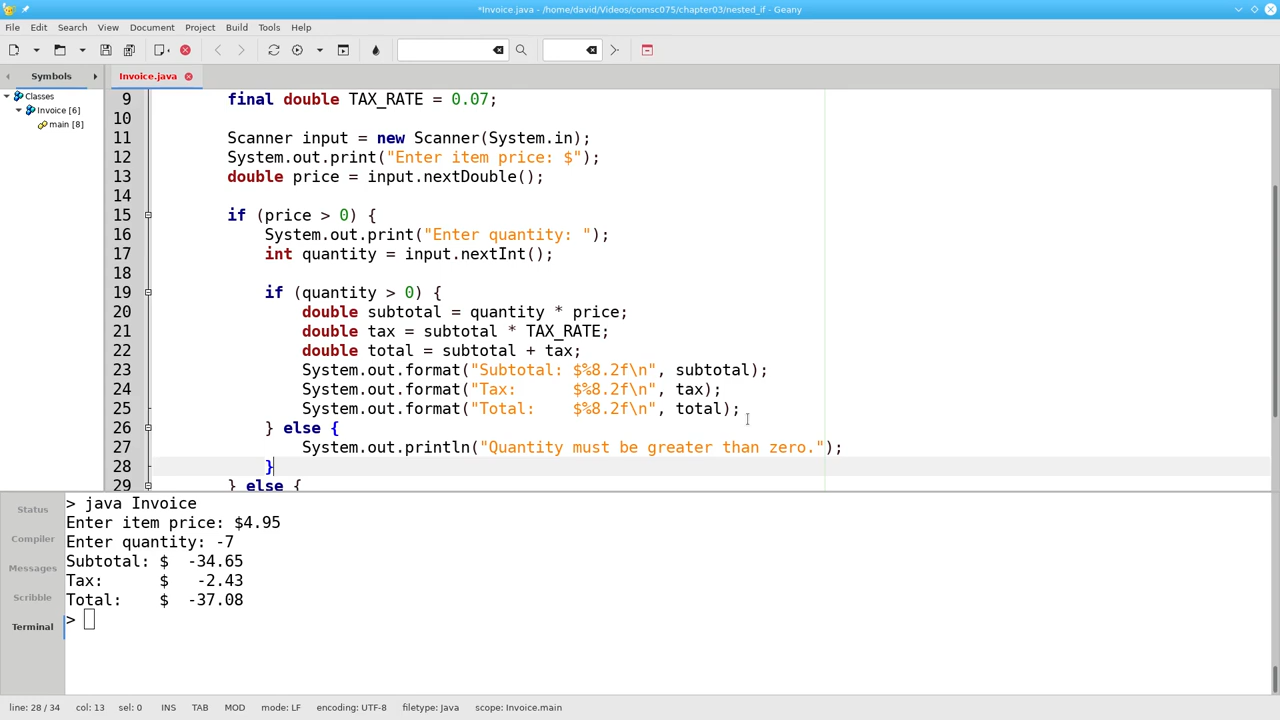 *Invoice.java - /home/david/Videos/comsc075/chapter03/nested_if - Geany
File Edit Search View Document Project Build Tools Help
Symbols
Invoice.java
Classes
Invoice [6]
main [8]
9 final double TAX_RATE = 0.07;
10
11 Scanner input = new Scanner(System.in);
12 System.out.print("Enter item price: $");
13 double price = input.nextDouble();
14
15 if (price > 0) {
16 System.out.print("Enter quantity: ");
17 int quantity = input.nextInt();
18
19 if (quantity > 0) {
20 double subtotal = quantity * price;
21 double tax = subtotal * TAX_RATE;
22 double total = subtotal + tax;
23 System.out.format("Subtotal: $%8.2f\n", subtotal);
24 System.out.format("Tax:      $%8.2f\n", tax);
25 System.out.format("Total:    $%8.2f\n", total);
26 } else {
27 System.out.println("Quantity must be greater than zero.");
28 }
29 } else {
Status
Compiler
Messages
Scribble
Terminal
> java Invoice
Enter item price: $4.95
Enter quantity: -7
Subtotal: $  -34.65
Tax:      $   -2.43
Total:    $  -37.08
>
line: 28 / 34 col: 13 sel: 0 INS TAB MOD mode: LF encoding: UTF-8 filetype: Java scope: Invoice.main